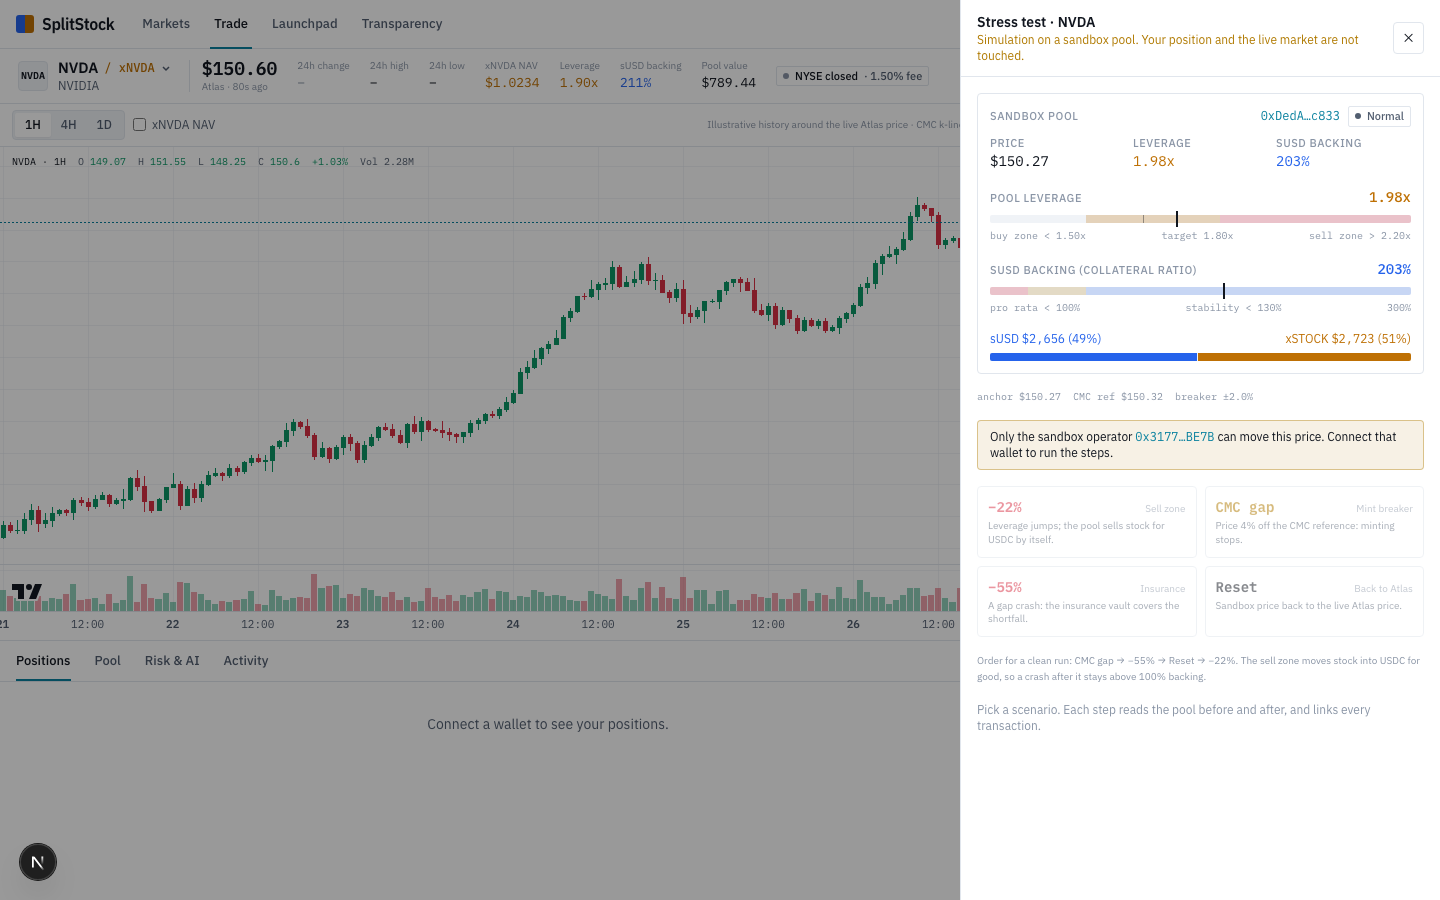 SplitStock
Markets
Trade
Launchpad
Transparency
NVDA
NVDA / xNVDA
NVIDIA
$150.60
Atlas · 80s ago
24h change
–
24h high
–
24h low
–
xNVDA NAV
$1.0234
Leverage
1.90x
sUSD backing
211%
Pool value
$789.44
NYSE closed · 1.50% fee
1H
4H
1D
xNVDA NAV
Illustrative history around the live Atlas price · CMC k-line
NVDA · 1H O 149.07 H 151.55 L 148.25 C 150.6 +1.03% Vol 2.28M
21 12:00 22 12:00 23 12:00 24 12:00 25 12:00 26 12:00
Positions
Pool
Risk & AI
Activity
Connect a wallet to see your positions.
N
Stress test · NVDA
Simulation on a sandbox pool. Your position and the live market are not
touched.
SANDBOX POOL
0xDedA…c833
Normal
PRICE
$150.27
LEVERAGE
1.98x
SUSD BACKING
203%
POOL LEVERAGE
1.98x
buy zone < 1.50x
target 1.80x
sell zone > 2.20x
SUSD BACKING (COLLATERAL RATIO)
203%
pro rata < 100%
stability < 130%
300%
sUSD $2,656 (49%)
xSTOCK $2,723 (51%)
anchor $150.27 CMC ref $150.32 breaker ±2.0%
Only the sandbox operator 0x3177…BE7B can move this price. Connect that
wallet to run the steps.
−22%
Sell zone
Leverage jumps; the pool sells stock for
USDC by itself.
CMC gap
Mint breaker
Price 4% off the CMC reference; minting
stops.
−55%
Insurance
A gap crash; the insurance vault covers the
shortfall.
Reset
Back to Atlas
Sandbox price back to the live Atlas price.
Order for a clean run: CMC gap → −55% → Reset → −22%. The sell zone moves stock into USDC for
good, so a crash after it stays above 100% backing.
Pick a scenario. Each step reads the pool before and after, and links every
transaction.